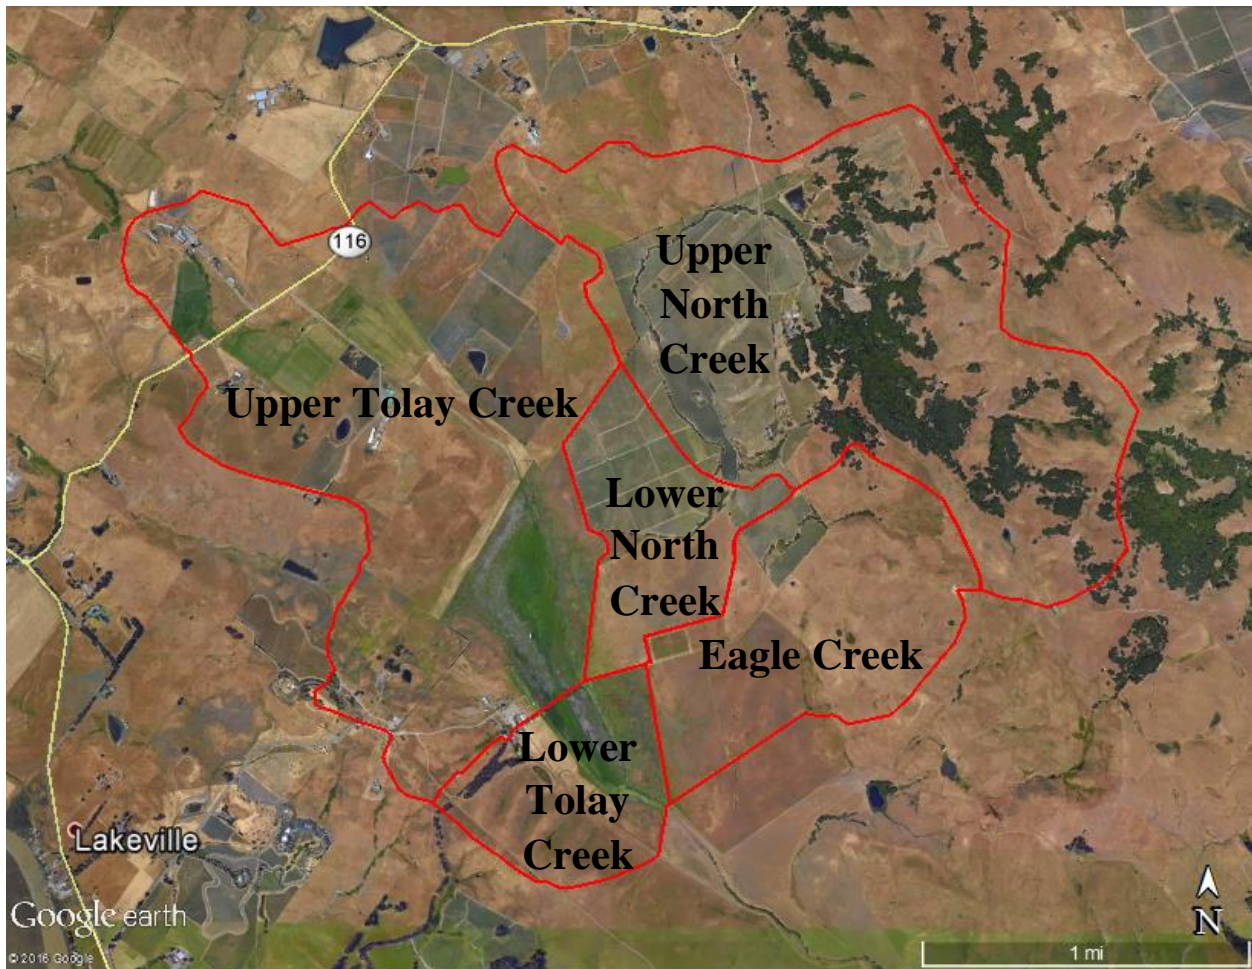 116
Upper
North
Creek
Upper Tolay Creek
Lower
North
Creek
Eagle Creek
Lower
Tolay
Creek
Lakeville
Google earth
© 2016 Google
N
1 mi